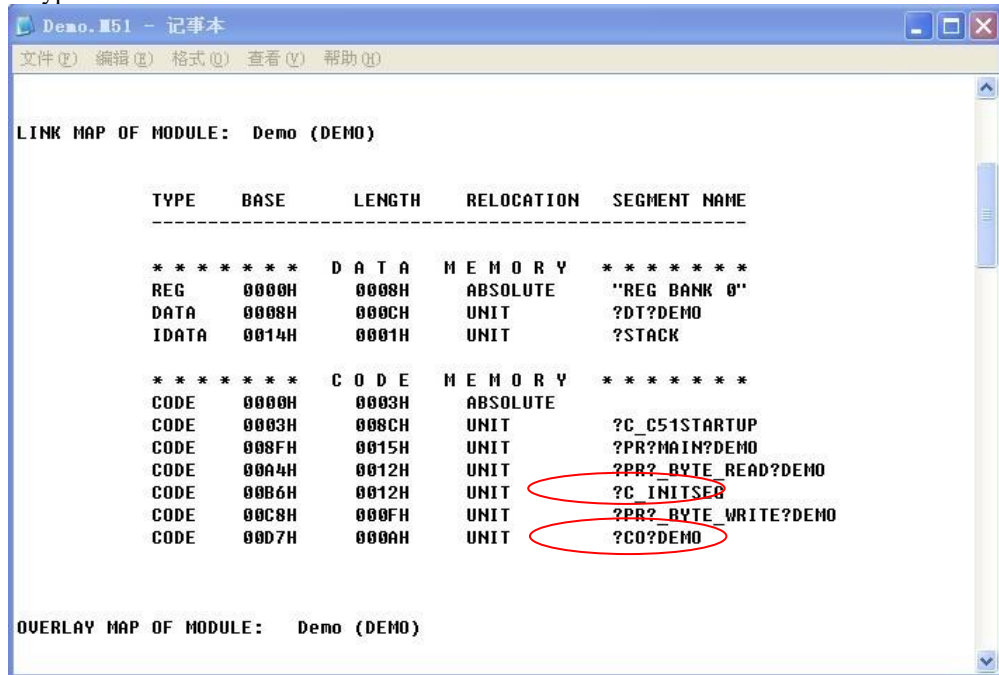 Demo.M51 - 记事本
文件(F) 编辑(E) 格式(O) 查看(V) 帮助(H)
LINK MAP OF MODULE: Demo (DEMO)
TYPE BASE LENGTH RELOCATION SEGMENT NAME
-----------------------------------------------------
* * * * * * * D A T A M E M O R Y * * * * * * *
REG 0000H 0008H ABSOLUTE "REG BANK 0"
DATA 0008H 000CH UNIT ?DT?DEMO
IDATA 0014H 0001H UNIT ?STACK
* * * * * * * C O D E M E M O R Y * * * * * * *
CODE 0000H 0003H ABSOLUTE
CODE 0003H 008CH UNIT ?C_C51STARTUP
CODE 008FH 0015H UNIT ?PR?MAIN?DEMO
CODE 00A4H 0012H UNIT ?PR?_BYTE_READ?DEMO
CODE 00B6H 0012H UNIT ?C_INITSEG
CODE 00C8H 000FH UNIT ?PR?_BYTE_WRITE?DEMO
CODE 00D7H 000AH UNIT ?CO?DEMO
OVERLAY MAP OF MODULE: Demo (DEMO)